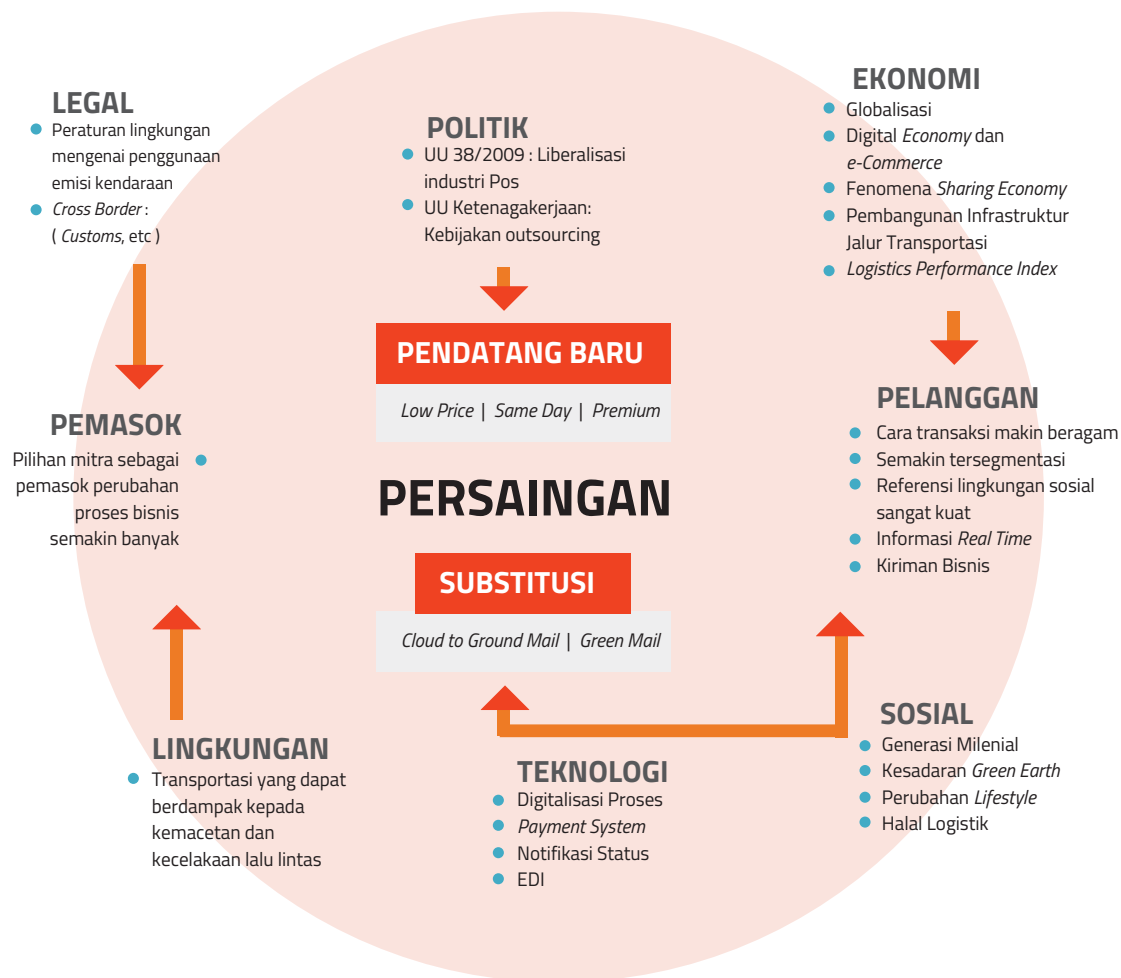 LEGAL
Peraturan lingkungan
mengenai penggunaan
emisi kendaraan
Cross Border :
( Customs, etc )
POLITIK
UU 38/2009 : Liberalisasi
industri Pos
UU Ketenagakerjaan:
Kebijakan outsourcing
EKONOMI
Globalisasi
Digital Economy dan
e-Commerce
Fenomena Sharing Economy
Pembangunan Infrastruktur
Jalur Transportasi
Logistics Performance Index
PENDATANG BARU
Low Price | Same Day | Premium
PEMASOK
Pilihan mitra sebagai
pemasok perubahan
proses bisnis
semakin banyak
PERSAINGAN
PELANGGAN
Cara transaksi makin beragam
Semakin tersegmentasi
Referensi lingkungan sosial
sangat kuat
Informasi Real Time
Kiriman Bisnis
SUBSTITUSI
Cloud to Ground Mail | Green Mail
LINGKUNGAN
Transportasi yang dapat
berdampak kepada
kemacetan dan
kecelakaan lalu lintas
TEKNOLOGI
Digitalisasi Proses
Payment System
Notifikasi Status
EDI
SOSIAL
Generasi Milenial
Kesadaran Green Earth
Perubahan Lifestyle
Halal Logistik